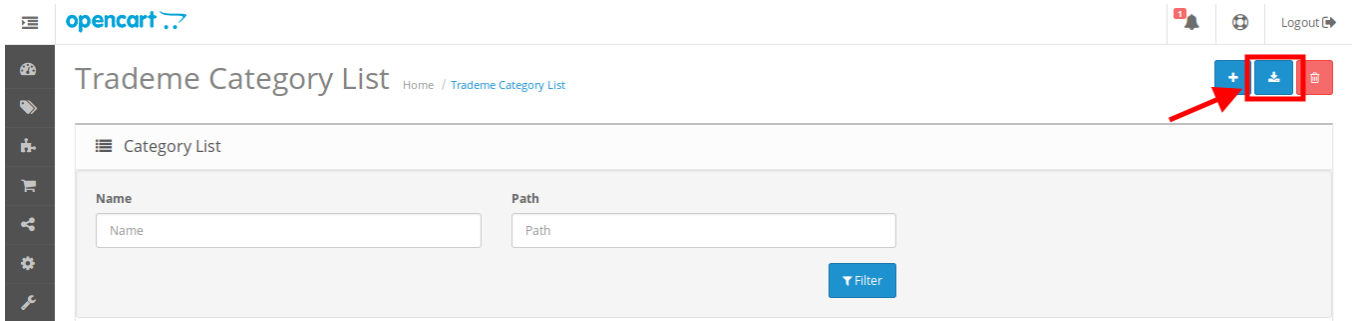 opencart
1
Logout
Trademe Category List
Home / Trademe Category List
Category List
Name
Path
Name
Path
Filter